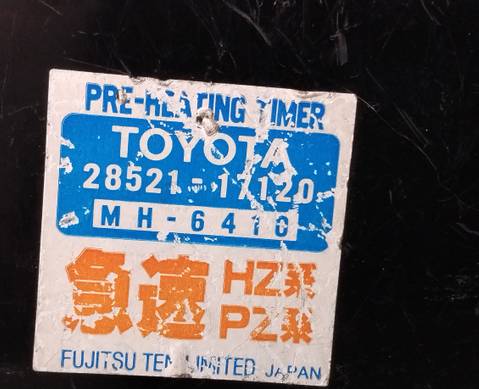 PRE-HEATING TIMER
TOYOTA
28521-17120
MH-6410
急速 HZ系
PZ系
FUJITSU TEN LIMITED JAPAN